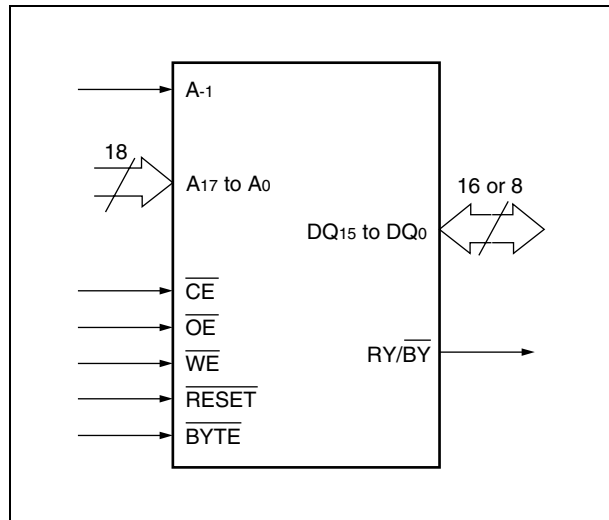 A-1
18
A17 to A0
16 or 8
DQ15 to DQ0
CE
OE
WE
RY/BY
RESET
BYTE